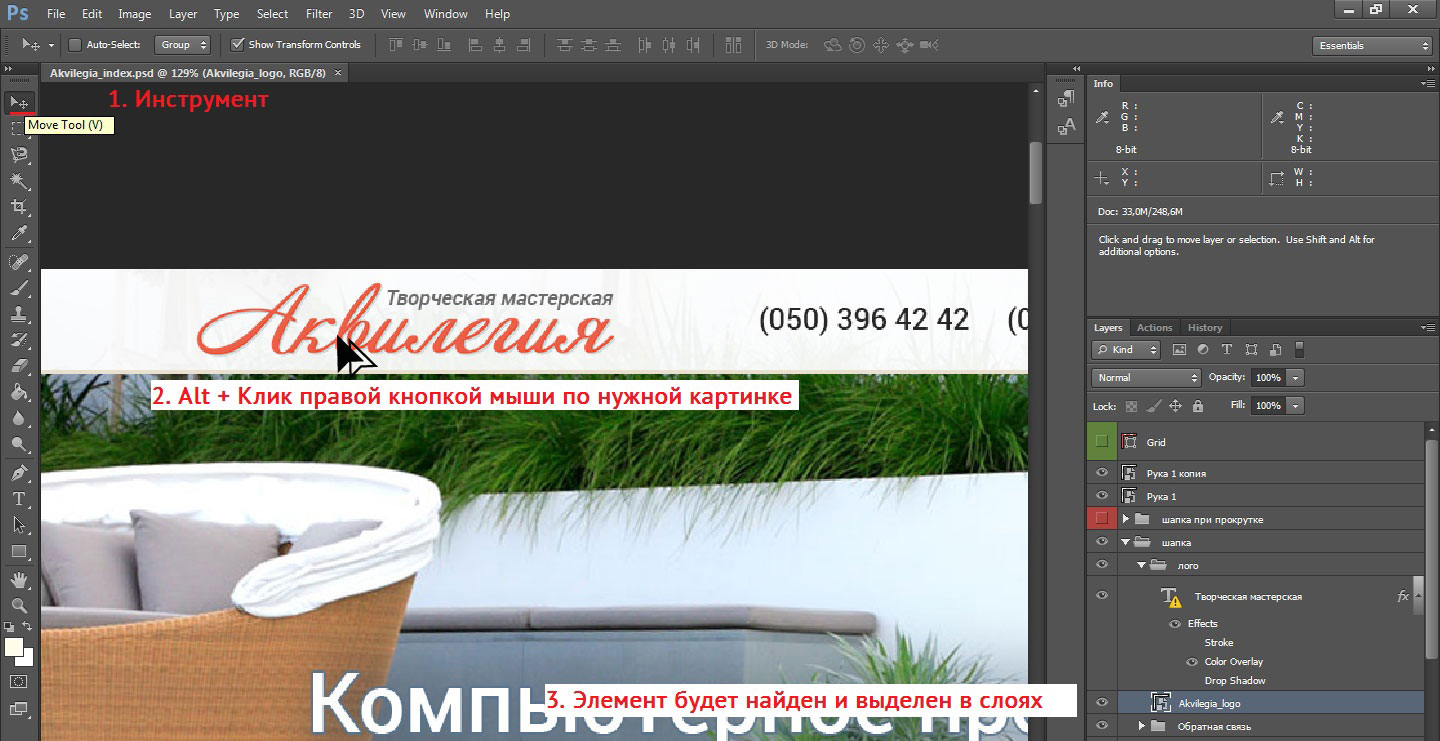 Ps File Edit Image Layer Type Select Filter 3D View Window Help
Auto-Select: Group Show Transform Controls 3D Mode: Essentials
Akvilegia_index.psd @ 129% (Akvilegia_logo, RGB/8) ×
1. Инструмент
Move Tool (V)
Творческая мастерская
Аквилегия
(050) 396 42 42 (0
2. Alt + Клик правой кнопкой мыши по нужной картинке
Компьютерное пр
3. Элемент будет найден и выделен в слоях
Info
R : C :
G : M :
B : Y :
K :
8-bit 8-bit
X : W :
Y : H :
Doc: 33,0M/248,6M
Click and drag to move layer or selection. Use Shift and Alt for
additional options.
Layers Actions History
Kind
Normal Opacity: 100%
Lock: Fill: 100%
Grid
Рука 1 копия
Рука 1
шапка при прокрутке
шапка
лого
Творческая мастерская fx
Effects
Stroke
Color Overlay
Drop Shadow
Akvilegia_logo
Обратная связь